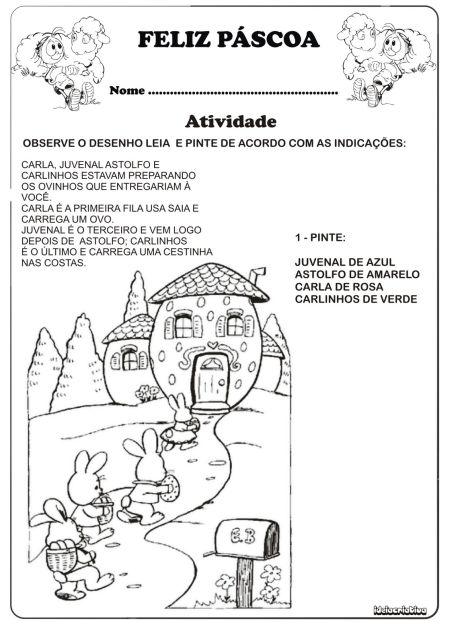 FELIZ PÁSCOA
Nome ......................................................
Atividade
OBSERVE O DESENHO LEIA E PINTE DE ACORDO COM AS INDICAÇÕES:
CARLA, JUVENAL ASTOLFO E
CARLINHOS ESTAVAM PREPARANDO
OS OVINHOS QUE ENTREGARIAM À
VOCÊ.
CARLA É A PRIMEIRA FILA USA SAIA E
CARREGA UM OVO.
JUVENAL É O TERCEIRO E VEM LOGO
DEPOIS DE ASTOLFO; CARLINHOS
É O ÚLTIMO E CARREGA UMA CESTINHA
NAS COSTAS.
1 - PINTE:
JUVENAL DE AZUL
ASTOLFO DE AMARELO
CARLA DE ROSA
CARLINHOS DE VERDE
E.B
ideiacriativa